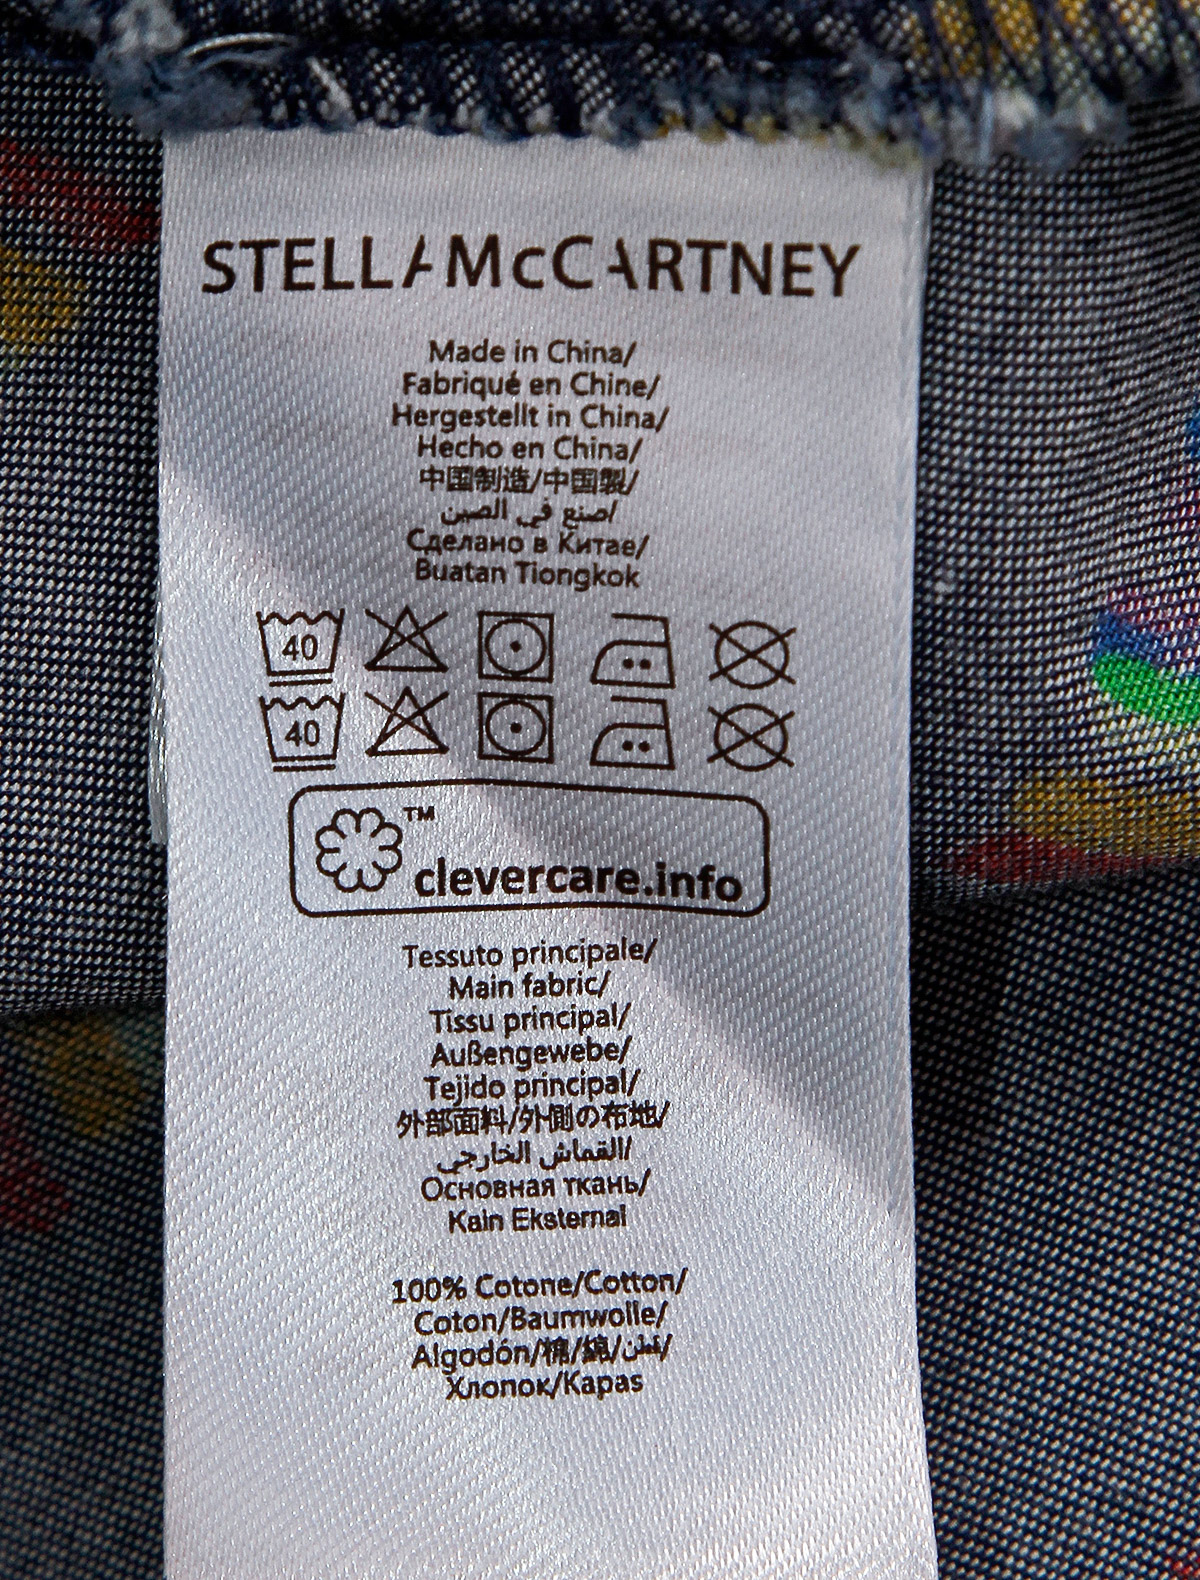 STELLAMcCARTNEY
Made in China/
Fabriqué en Chine/
Hergestellt in China/
Hecho en China/
中国制造/中国製/
صنع في الصين/
Сделано в Китае/
Buatan Tiongkok
40
40
™
clevercare.info
Tessuto principale/
Main fabric/
Tissu principal/
Außengewebe/
Tejido principal/
外部面料/外側の布地/
القماش الخارجي/
Основная ткань/
Kain Eksternal
100% Cotone/Cotton/
Coton/Baumwolle/
Algodón/棉/綿/قطن/
Хлопок/Kapas